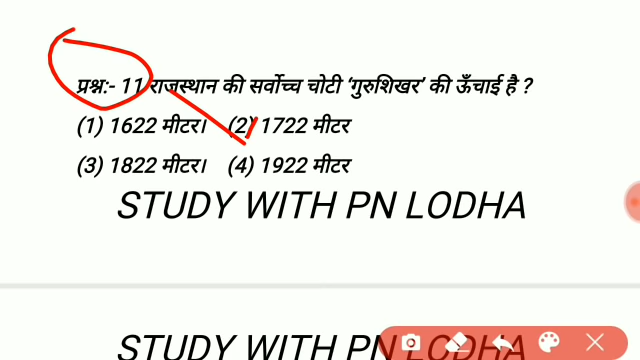 प्रश्न:- 11 राजस्थान की सर्वोच्च चोटी ‘गुरुशिखर’ की ऊँचाई है ?
(1) 1622 मीटर। (2) 1722 मीटर
(3) 1822 मीटर। (4) 1922 मीटर
STUDY WITH PN LODHA
STUDY WITH PN LODHA